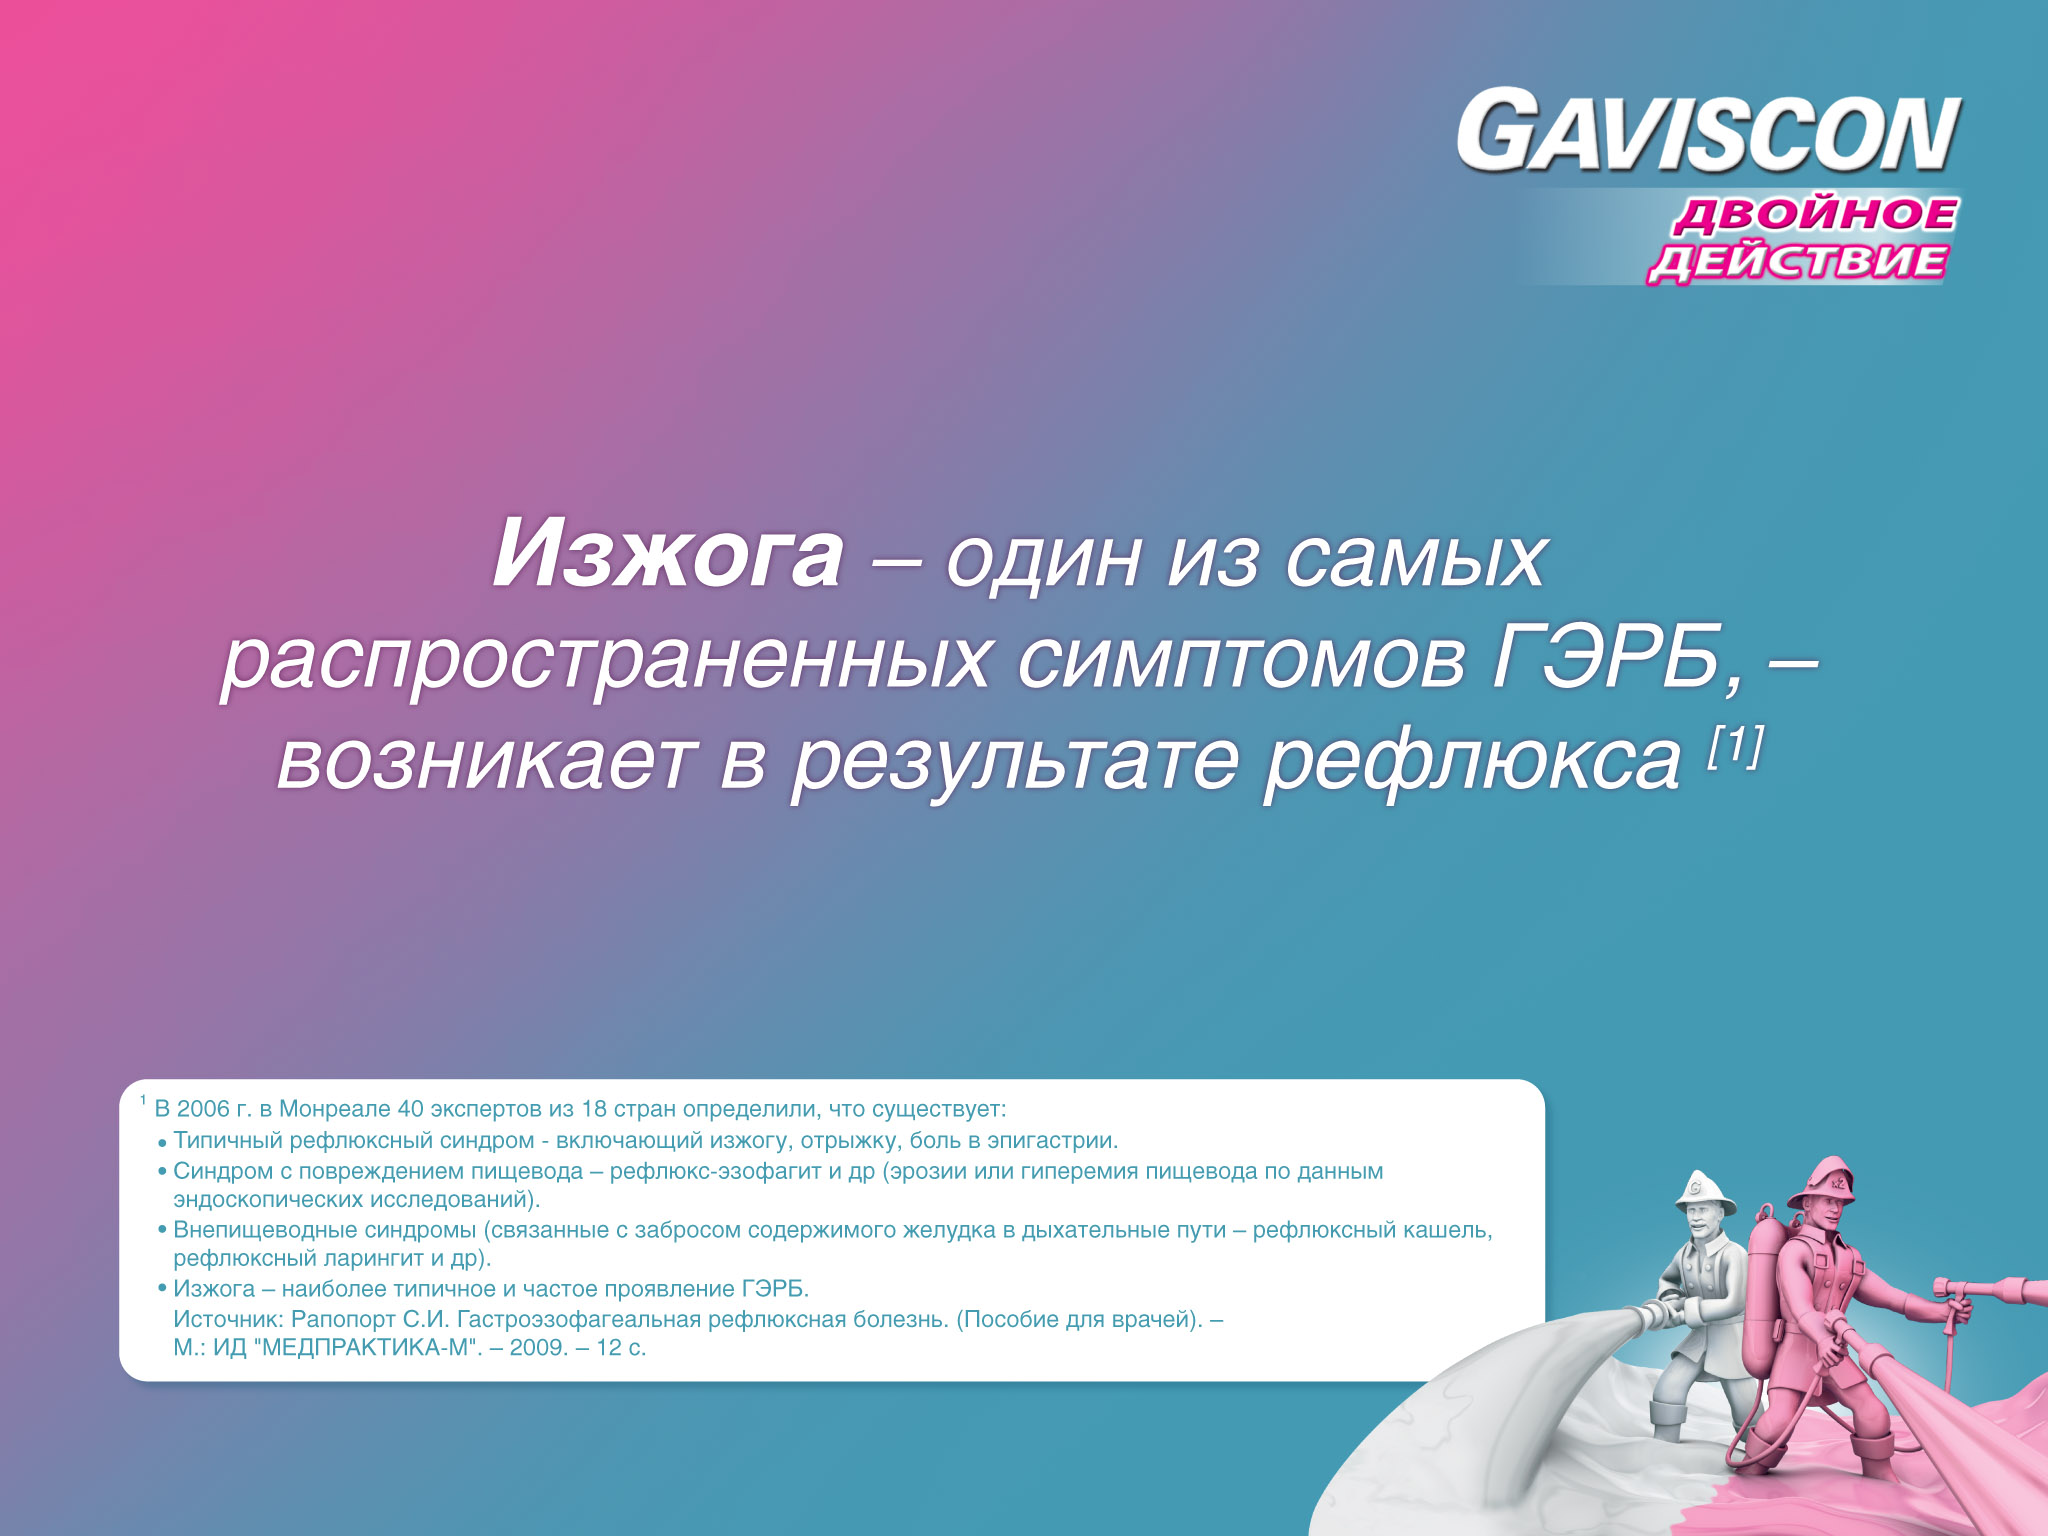 GAVISCON
ДВОЙНОЕ
ДЕЙСТВИЕ
Изжога – один из самых
распространенных симптомов ГЭРБ, –
возникает в результате рефлюкса [1]
1 В 2006 г. в Монреале 40 экспертов из 18 стран определили, что существует:
• Типичный рефлюксный синдром - включающий изжогу, отрыжку, боль в эпигастрии.
• Синдром с повреждением пищевода – рефлюкс-эзофагит и др (эрозии или гиперемия пищевода по данным
эндоскопических исследований).
• Внепищеводные синдромы (связанные с забросом содержимого желудка в дыхательные пути – рефлюксный кашель,
рефлюксный ларингит и др).
• Изжога – наиболее типичное и частое проявление ГЭРБ.
Источник: Рапопорт С.И. Гастроэзофагеальная рефлюксная болезнь. (Пособие для врачей). –
М.: ИД "МЕДПРАКТИКА-М". – 2009. – 12 с.
G
x2